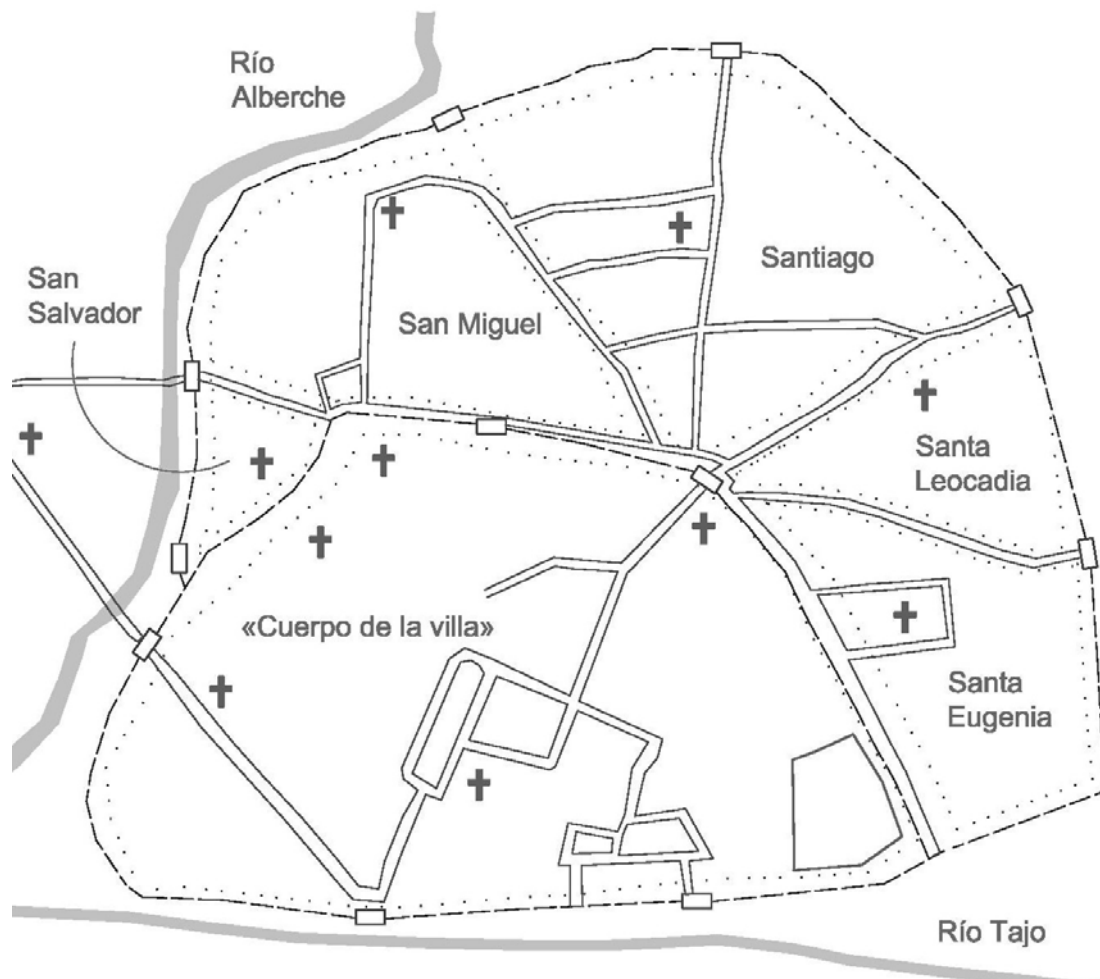 Río
Alberche
San
Salvador
Santiago
San Miguel
Santa
Leocadia
«Cuerpo de la villa»
Santa
Eugenia
Río Tajo